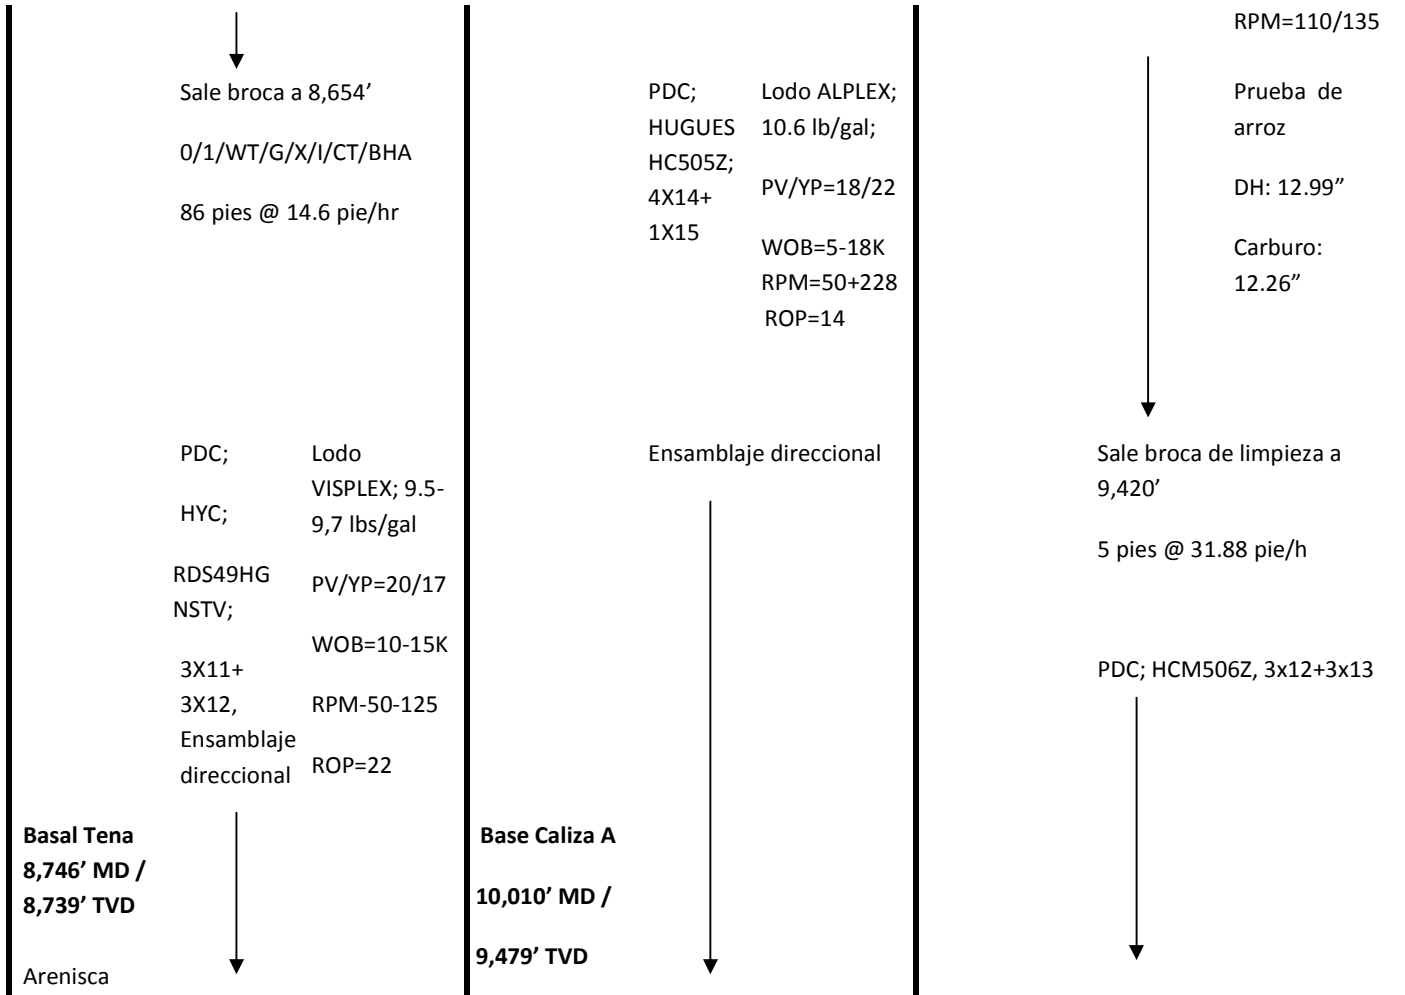 Sale broca a 8,654’
0/1/WT/G/X/I/CT/BHA
86 pies @ 14.6 pie/hr
PDC;
HYC;
RDS49HG
NSTV;
3X11+
3X12,
Ensamblaje
direccional
Lodo
VISPLEX; 9.5-
9,7 lbs/gal
PV/YP=20/17
WOB=10-15K
RPM-50-125
ROP=22
Basal Tena
8,746’ MD /
8,739’ TVD
Arenisca
PDC;
HUGUES
HC505Z;
4X14+
1X15
Lodo ALPLEX;
10.6 lb/gal;
PV/YP=18/22
WOB=5-18K
RPM=50+228
ROP=14
Ensamblaje direccional
Base Caliza A
10,010’ MD /
9,479’ TVD
RPM=110/135
Prueba de
arroz
DH: 12.99”
Carburo:
12.26”
Sale broca de limpieza a
9,420’
5 pies @ 31.88 pie/h
PDC; HCM506Z, 3x12+3x13